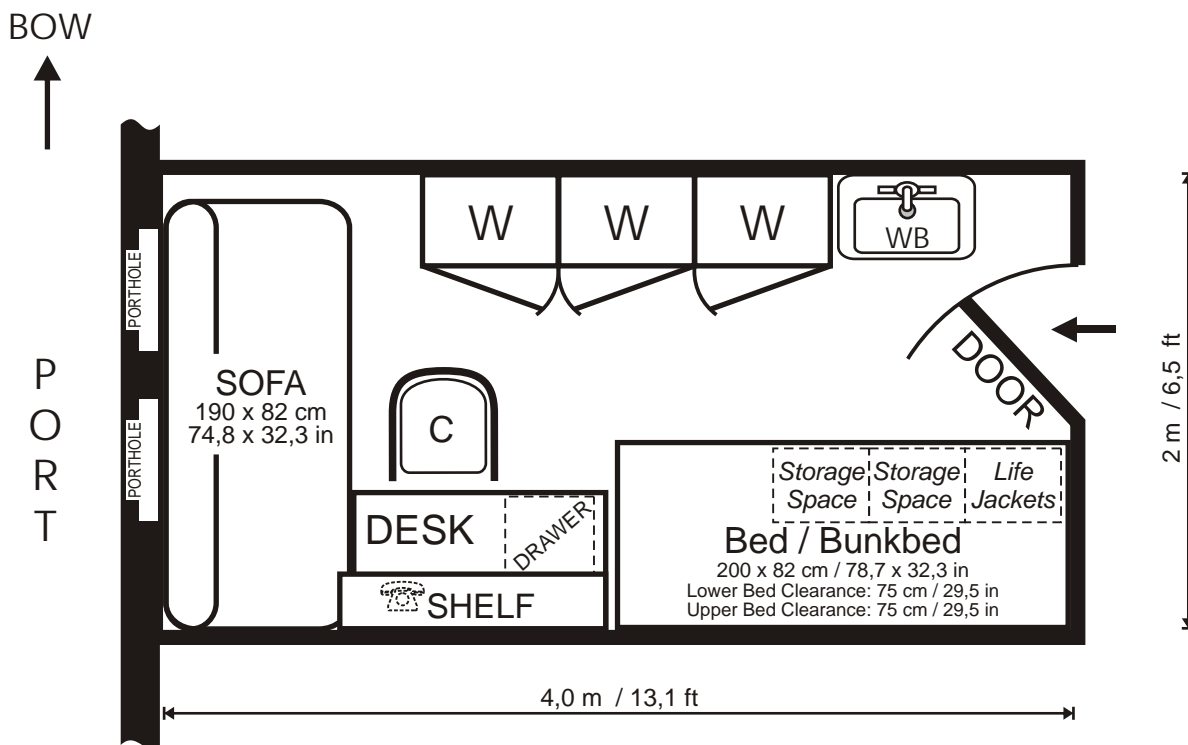 BOW
W W W
WB
PORTHOLE
PORTHOLE
PORT
DOOR
SOFA
190 x 82 cm
74,8 x 32,3 in
C
DESK
DRAWER
SHELF
Storage
Space
Storage
Space
Life
Jackets
Bed / Bunkbed
200 x 82 cm / 78,7 x 32,3 in
Lower Bed Clearance: 75 cm / 29,5 in
Upper Bed Clearance: 75 cm / 29,5 in
2 m / 6,5 ft
4,0 m / 13,1 ft